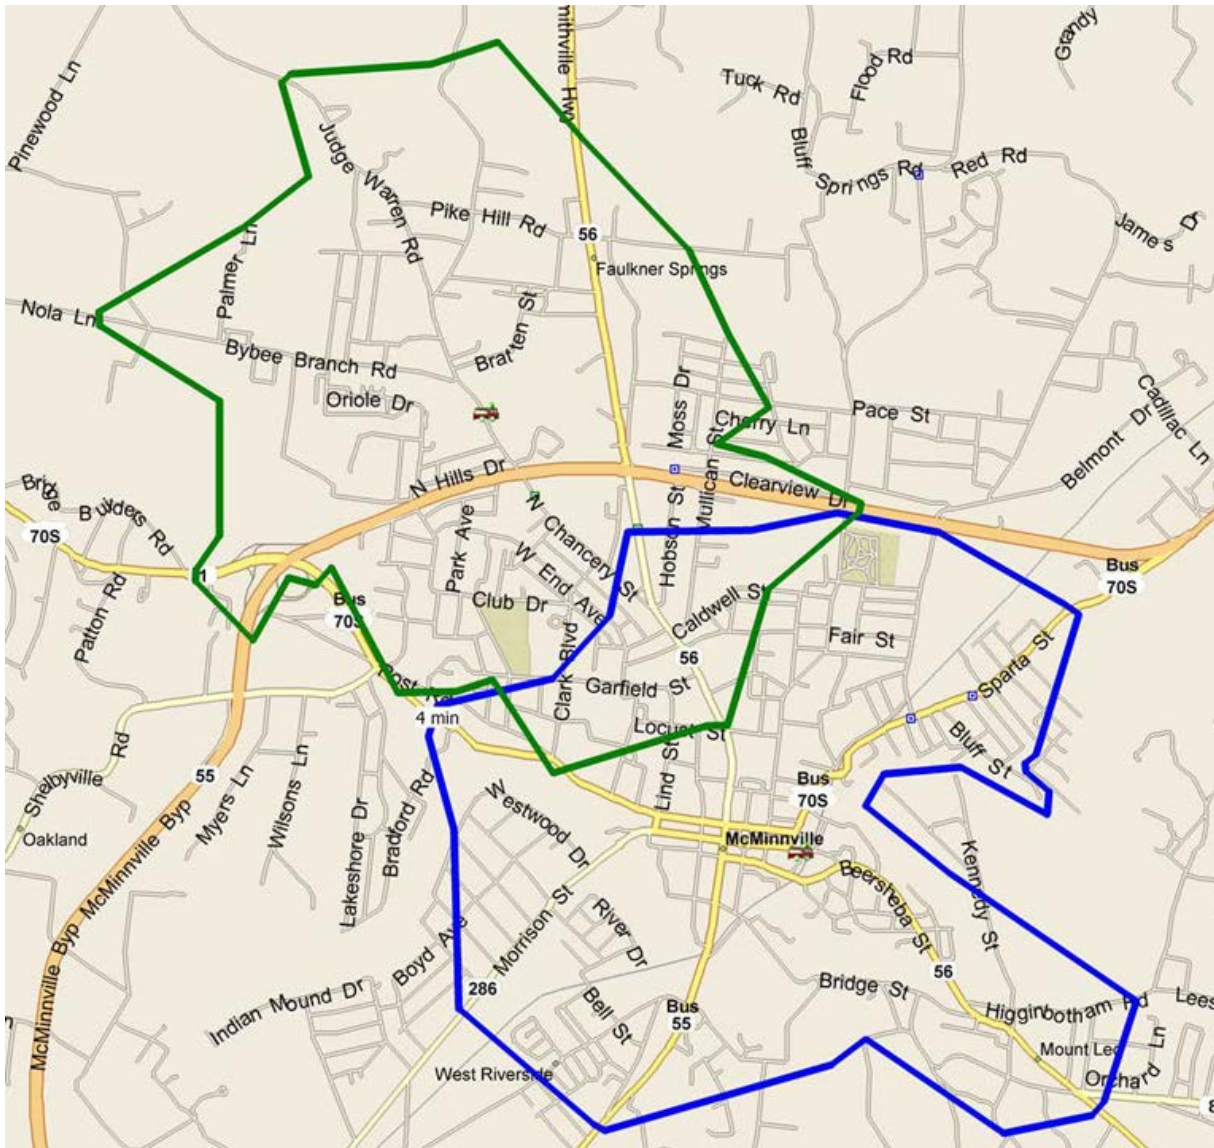 mithville Hwy
Grandy
Pinewood Ln
Tuck Rd
Flood Rd
Bluff Springs Rd
Red Rd
Judge Warren Rd
James Dr
Pike Hill Rd
56
Faulkner Springs
Palmer Ln
Nola Ln
Bratten St
Bybee Branch Rd
Oriole Dr
Moss Dr
Cherry Ln
Pace St
Cadillac Ln
Belmont Dr
N Hills Dr
Clearview Dr
Mullican St
Hobson St
Builders Rd
70S
1
Park Ave
N Chancery St
W End Ave
Bus
70S
Patton Rd
Bus
70S
Club Dr
Caldwell St
Fair St
Clark Blvd
56
Sparta St
Post Rd
Garfield St
4 min
Locust St
Bluff St
Shelbyville Rd
55
Myers Ln
Wilsons Ln
Lakeshore Dr
Bradford Rd
Westwood Dr
Lind St
Bus
70S
Oakland
McMinnville
McMinnville Byp
McMinnville Byp
Beersheba St
Kennedy St
Morrison St
River Dr
Boyd Ave
56
286
Indian Mound Dr
Bell St
Bridge St
Bus
55
Higginbotham Rd
Lees
Mount Leo
Orchard Ln
West Riverside
8